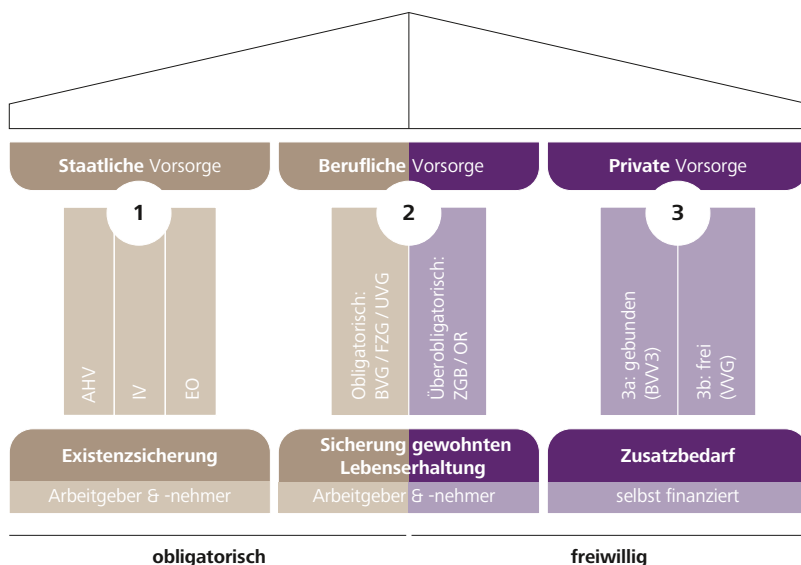 Staatliche Vorsorge
1
AHV
IV
EO
Existenzsicherung
Arbeitgeber & -nehmer
Berufliche Vorsorge
2
Obligatorisch:
BVG / FZG / UVG
Überobligatorisch:
ZGB / OR
Sicherung gewohnten
Lebenserhaltung
Arbeitgeber & -nehmer
Private Vorsorge
3
3a: gebunden
(BVV3)
3b: frei
(VVG)
Zusatzbedarf
selbst finanziert
obligatorisch
freiwillig